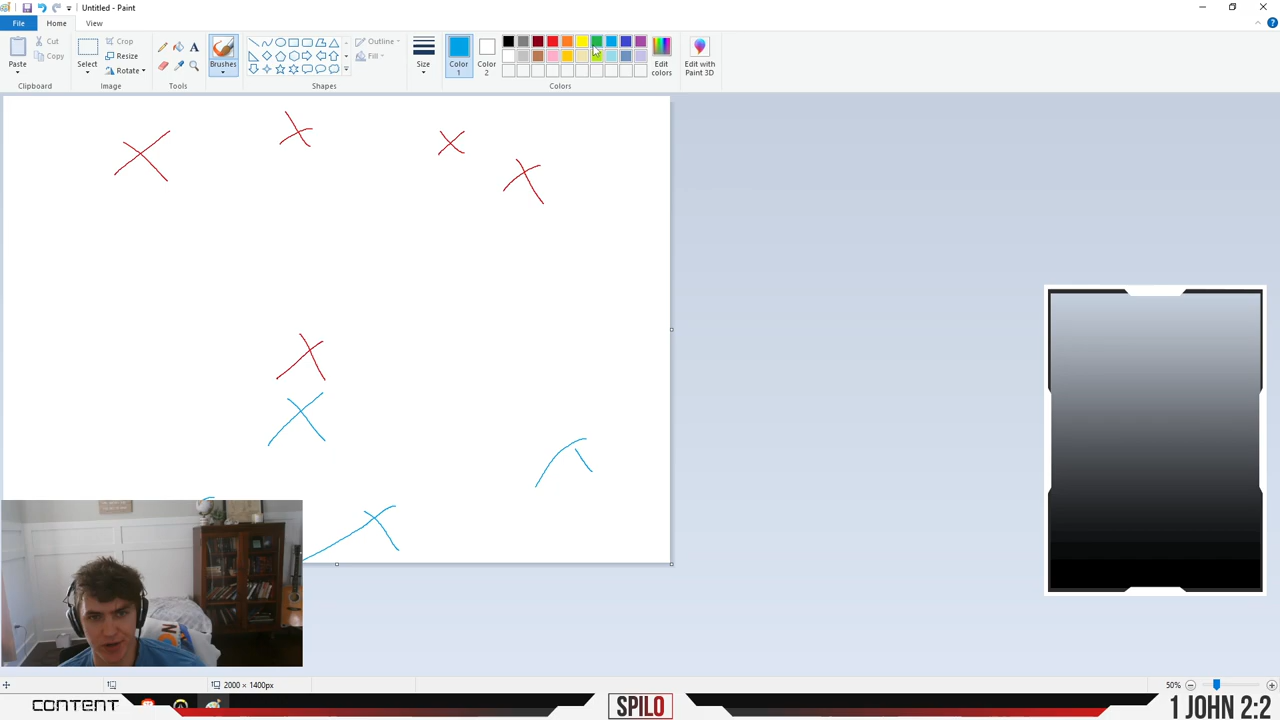 Untitled - Paint
File
Home
View
Paste
Cut
Copy
Clipboard
Select
Crop
Resize
Rotate
Image
A
Tools
Brushes
Outline
Fill
Shapes
Size
Color 1
Color 2
Edit colors
Colors
Edit with Paint 3D
2000 × 1400px
50%
CONTENT
SPILO
1 JOHN 2:2